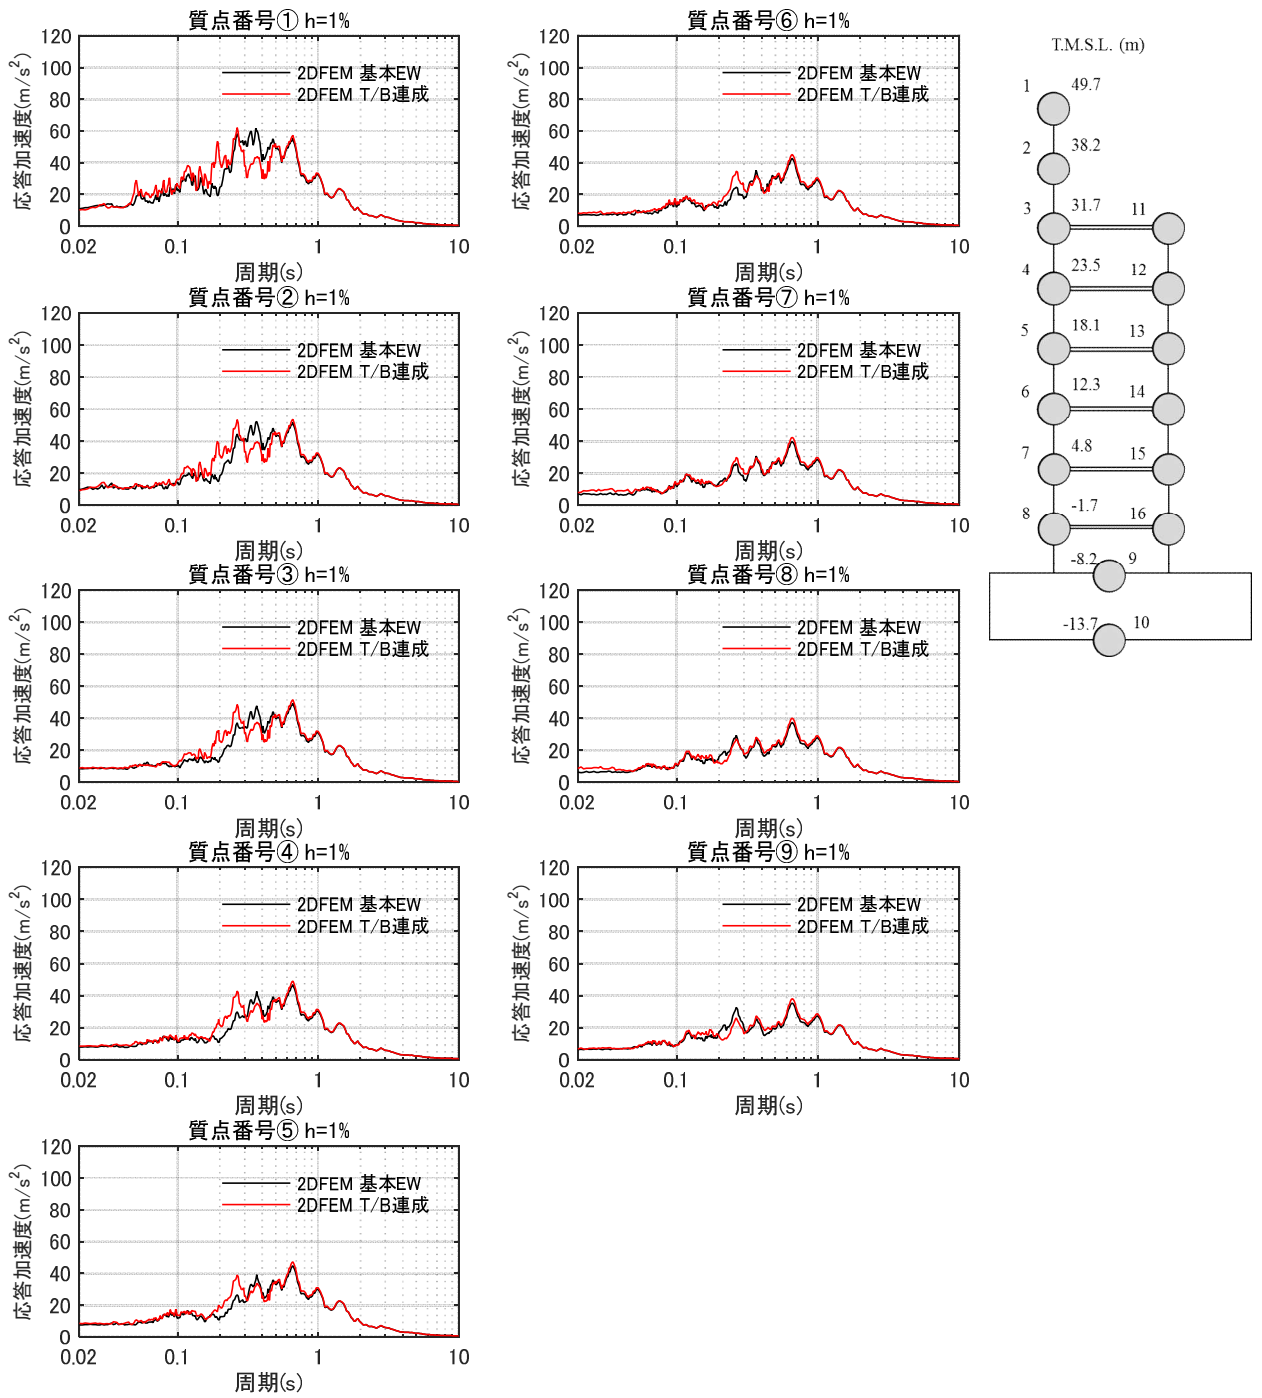 質点番号① h=1%
120
100
80
60
40
20
0
応答加速度(m/s²)
2DFEM 基本EW
2DFEM T/B連成
0.02 0.1 1 10
周期(s)
質点番号② h=1%
120
100
80
60
40
20
0
応答加速度(m/s²)
2DFEM 基本EW
2DFEM T/B連成
0.02 0.1 1 10
周期(s)
質点番号③ h=1%
120
100
80
60
40
20
0
応答加速度(m/s²)
2DFEM 基本EW
2DFEM T/B連成
0.02 0.1 1 10
周期(s)
質点番号④ h=1%
120
100
80
60
40
20
0
応答加速度(m/s²)
2DFEM 基本EW
2DFEM T/B連成
0.02 0.1 1 10
周期(s)
質点番号⑤ h=1%
120
100
80
60
40
20
0
応答加速度(m/s²)
2DFEM 基本EW
2DFEM T/B連成
0.02 0.1 1 10
周期(s)
質点番号⑥ h=1%
120
100
80
60
40
20
0
応答加速度(m/s²)
2DFEM 基本EW
2DFEM T/B連成
0.02 0.1 1 10
周期(s)
質点番号⑦ h=1%
120
100
80
60
40
20
0
応答加速度(m/s²)
2DFEM 基本EW
2DFEM T/B連成
0.02 0.1 1 10
周期(s)
質点番号⑧ h=1%
120
100
80
60
40
20
0
応答加速度(m/s²)
2DFEM 基本EW
2DFEM T/B連成
0.02 0.1 1 10
周期(s)
質点番号⑨ h=1%
120
100
80
60
40
20
0
応答加速度(m/s²)
2DFEM 基本EW
2DFEM T/B連成
0.02 0.1 1 10
周期(s)
T.M.S.L. (m)
1 49.7
2 38.2
3 31.7 11
4 23.5 12
5 18.1 13
6 12.3 14
7 4.8 15
8 -1.7 16
-8.2 9
-13.7 10